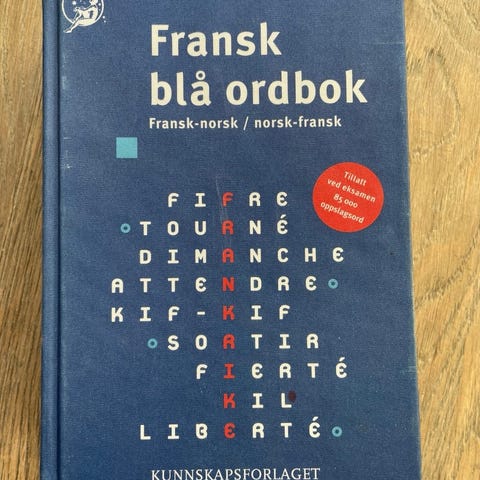 Fransk
blå ordbok
Fransk-norsk / norsk-fransk
Tillatt
ved eksamen
85 000
oppslagsord
FIFRE
TOURNÉ
DIMANCHE
ATTENDRE
KIF-KIF
SORTIR
FIERTÉ
KIL
LIBERTÉ
KUNNSKAPSFORLAGET